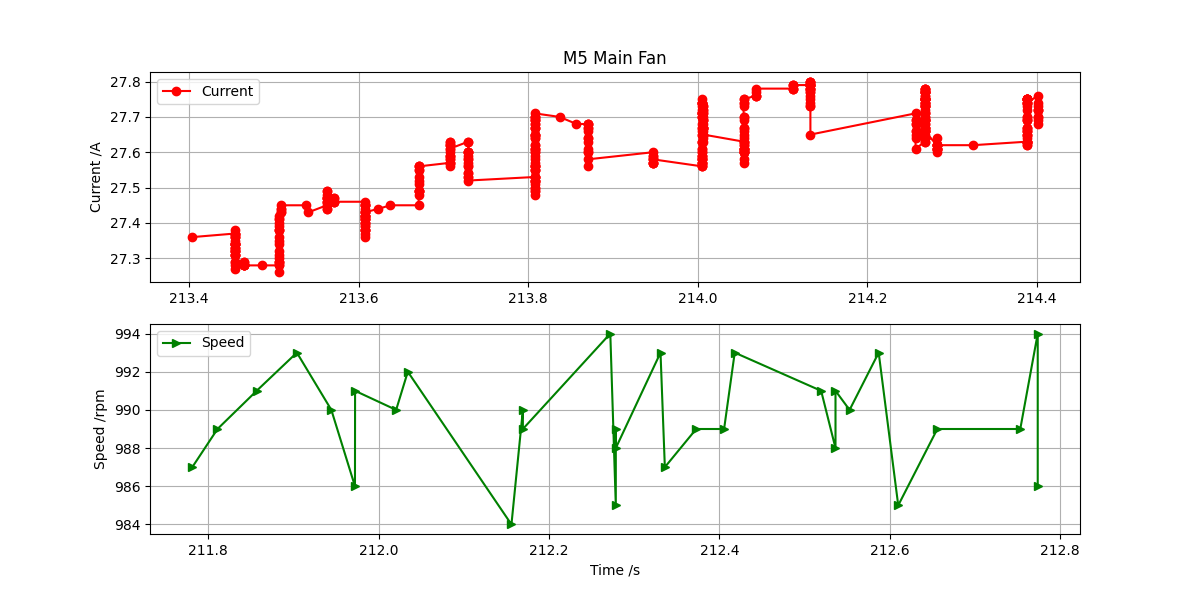 M5 Main Fan
Current /A
27.8
27.7
27.6
27.5
27.4
27.3
Current
213.4 213.6 213.8 214.0 214.2 214.4
Speed /rpm
994
992
990
988
986
984
Speed
211.8 212.0 212.2 212.4 212.6 212.8
Time /s